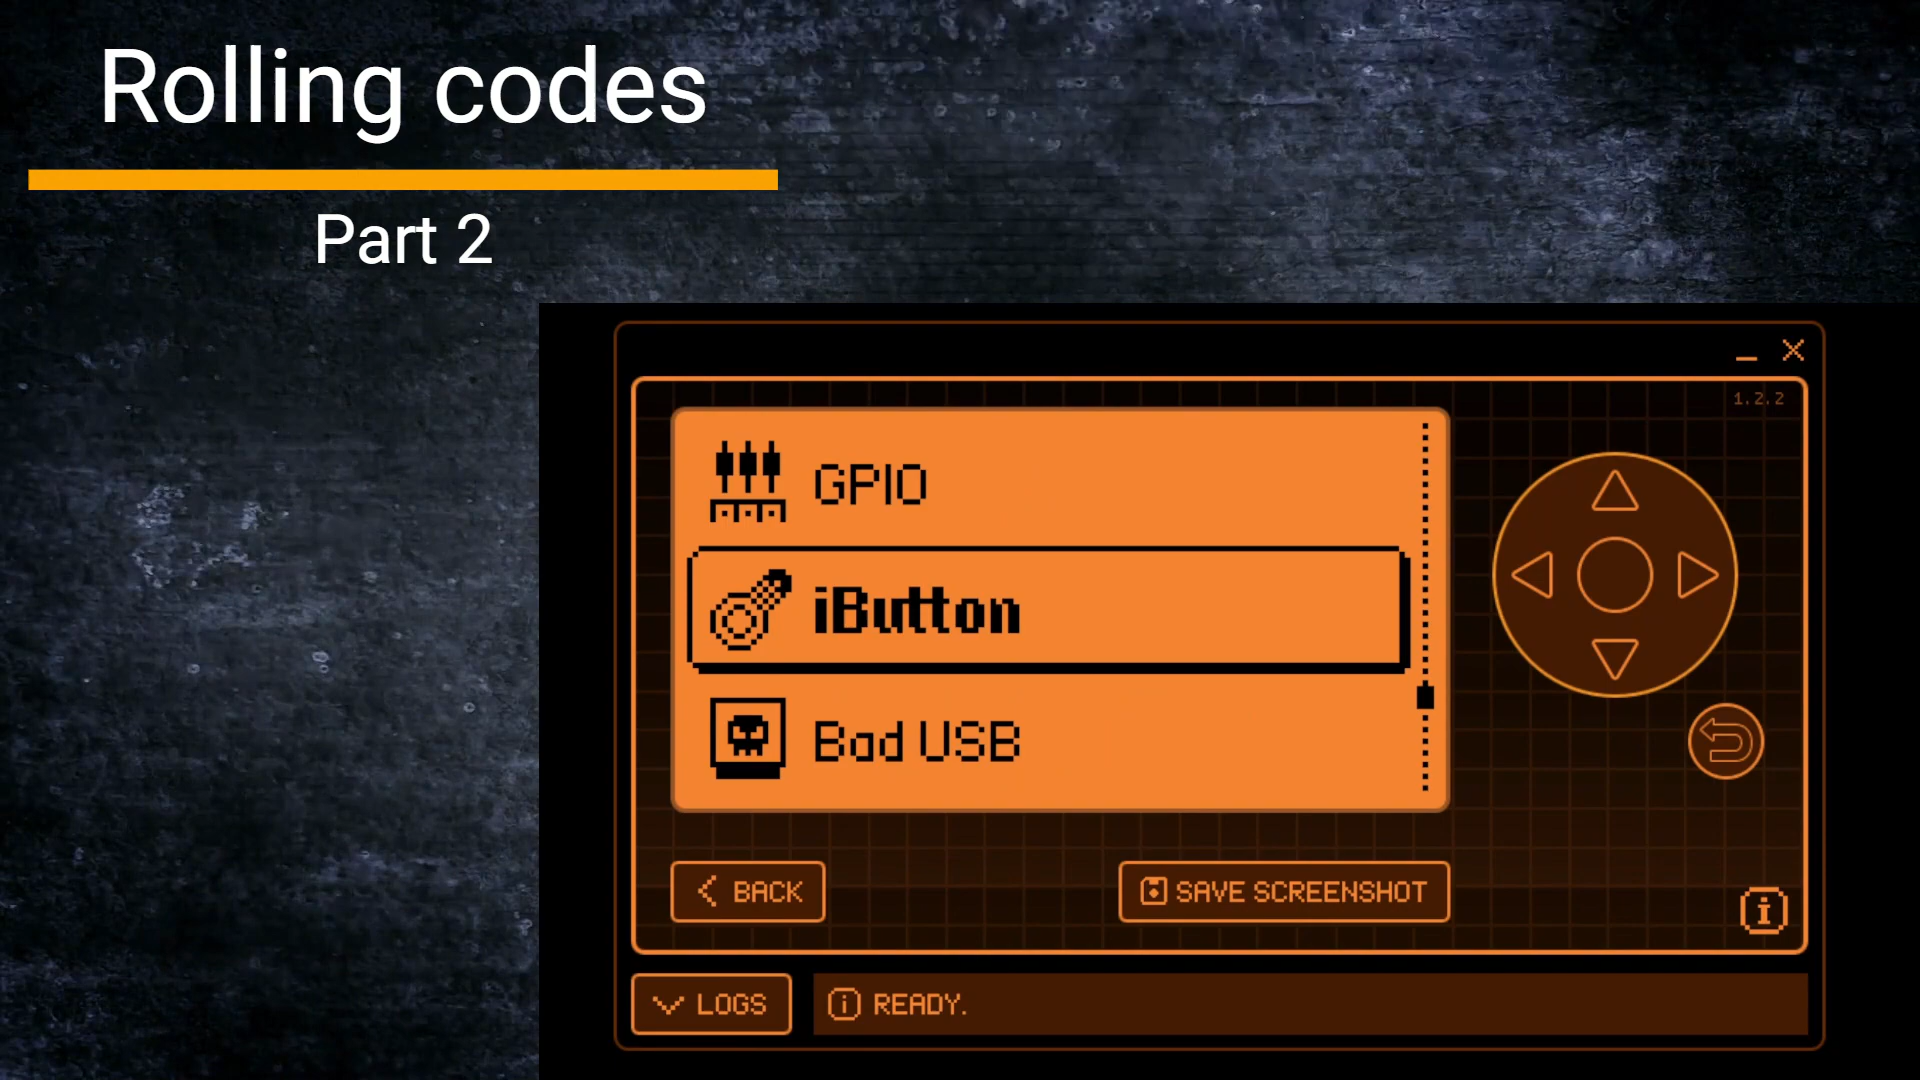 Rolling codes
Part 2
1.2.2
GPIO
iButton
Bad USB
BACK
SAVE SCREENSHOT
LOGS
READY.